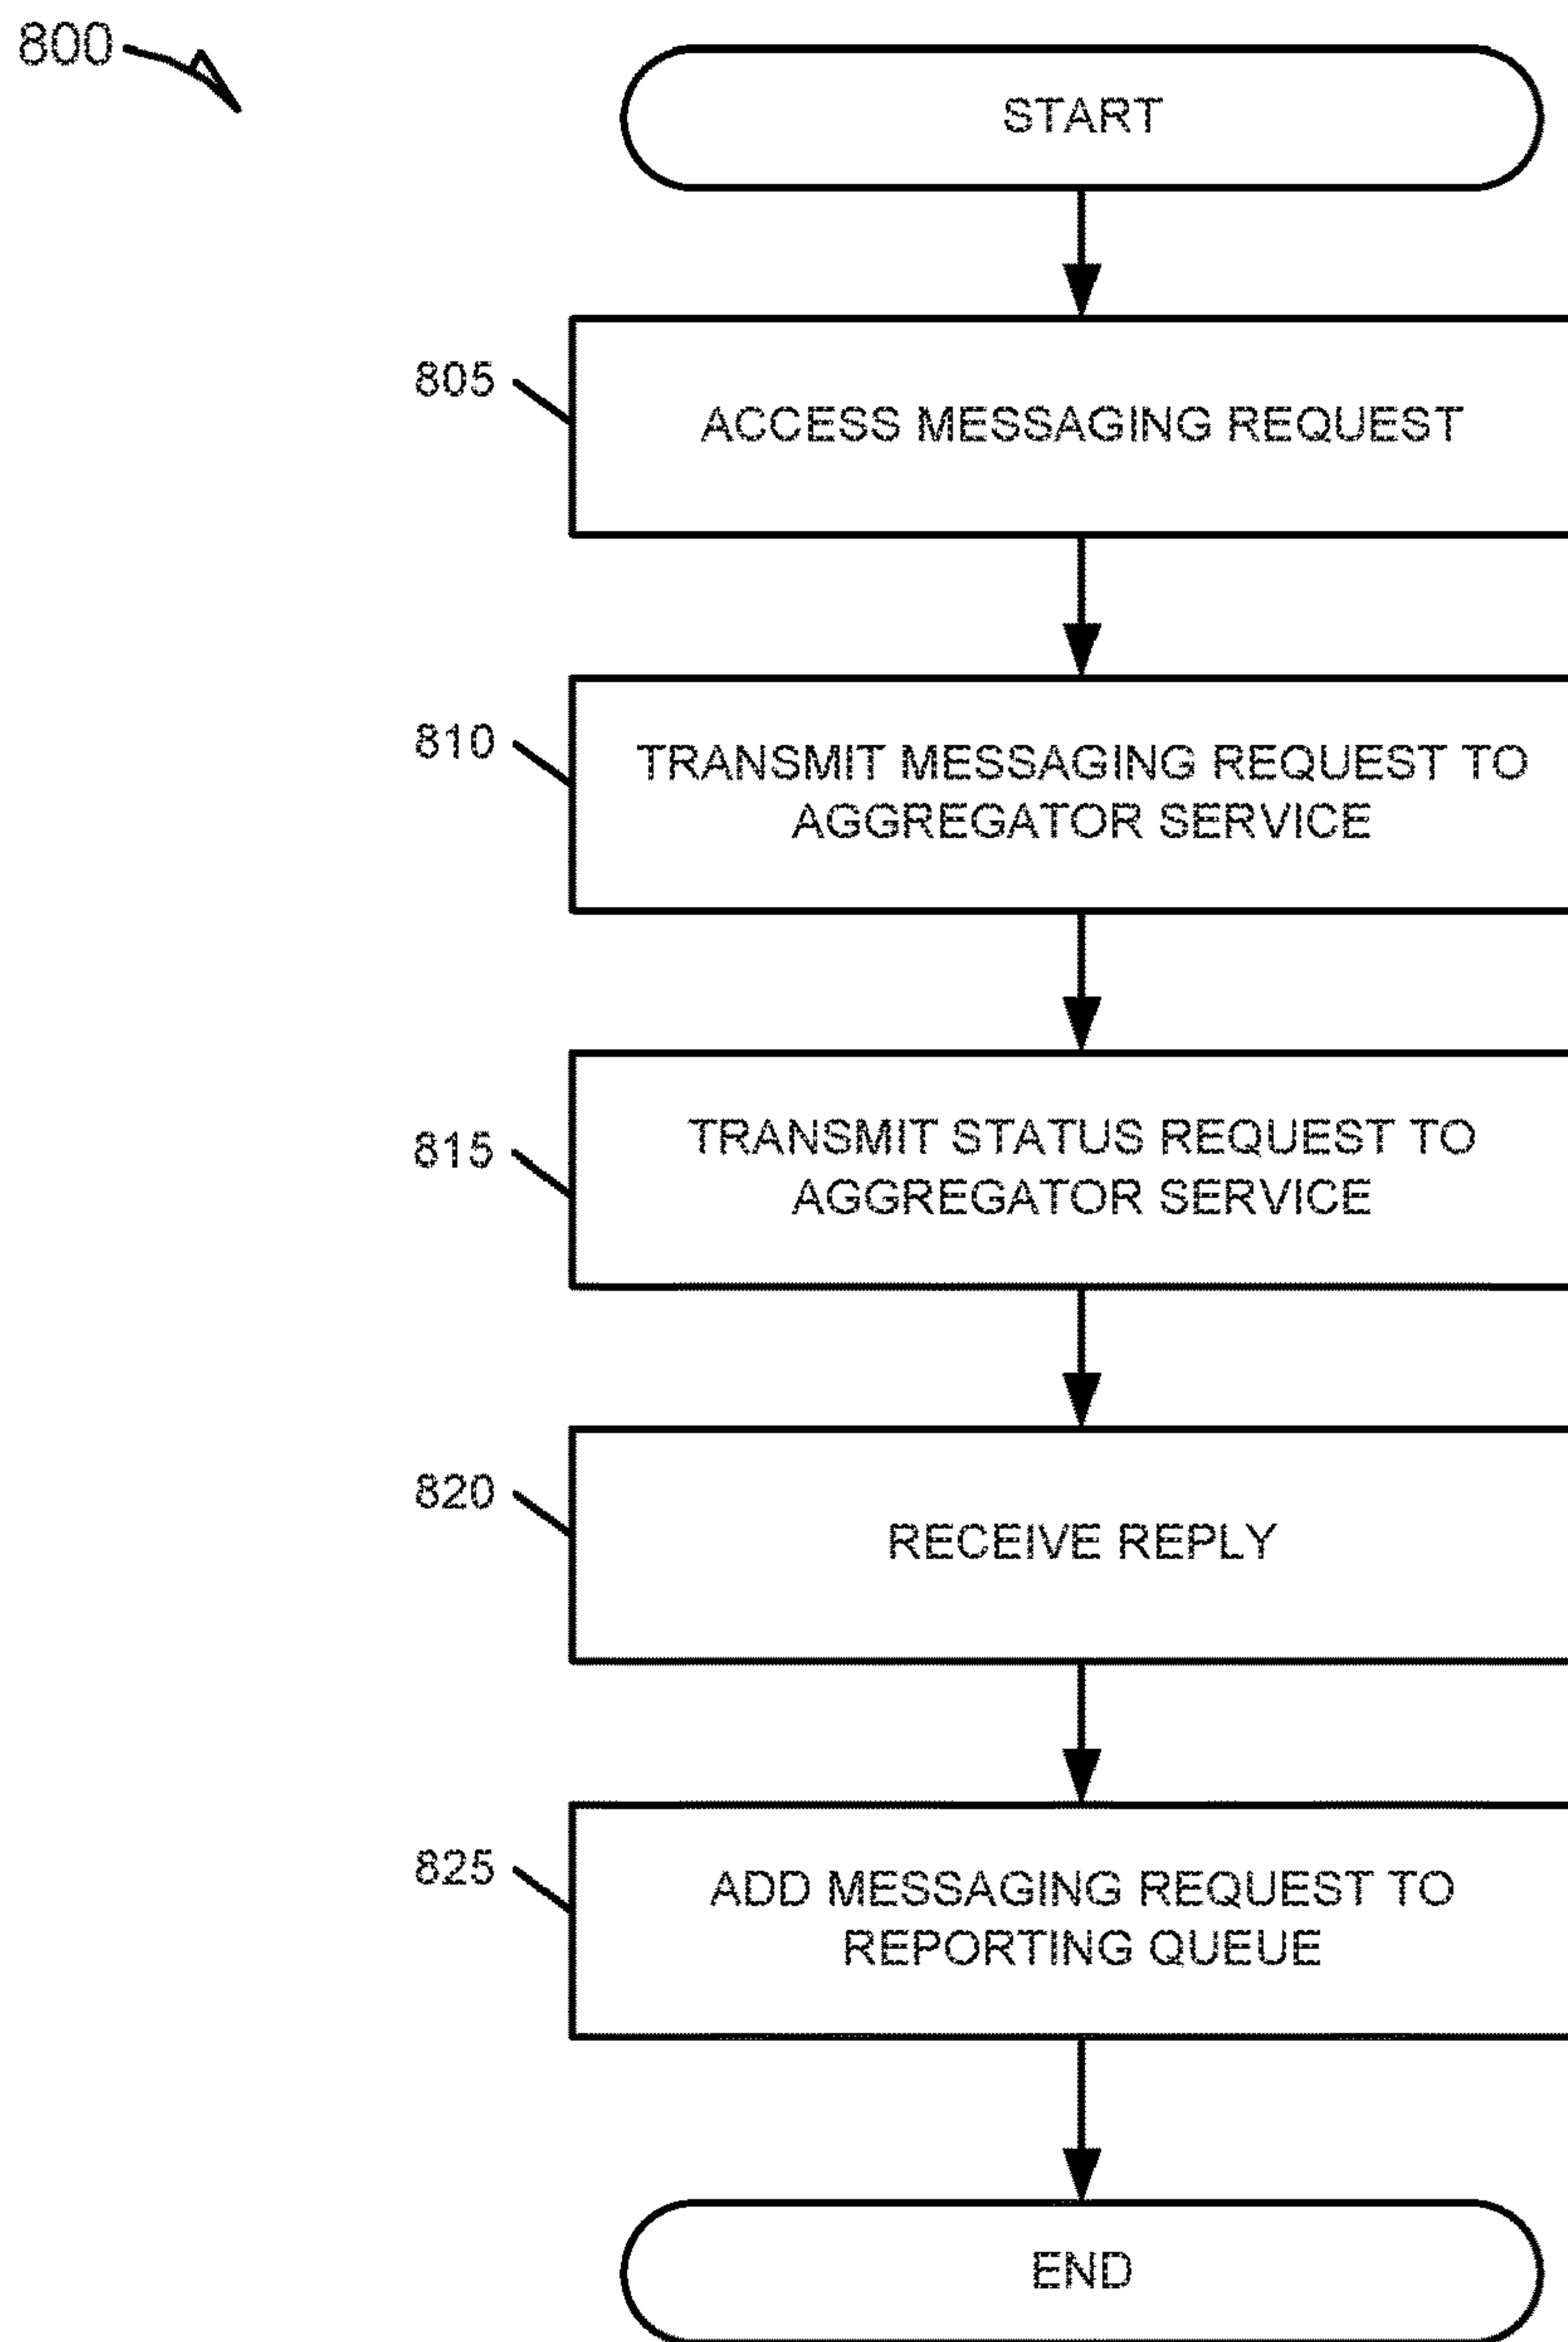 800
START
805
ACCESS MESSAGING REQUEST
810
TRANSMIT MESSAGING REQUEST TO
AGGREGATOR SERVICE
815
TRANSMIT STATUS REQUEST TO
AGGREGATOR SERVICE
820
RECEIVE REPLY
825
ADD MESSAGING REQUEST TO
REPORTING QUEUE
END